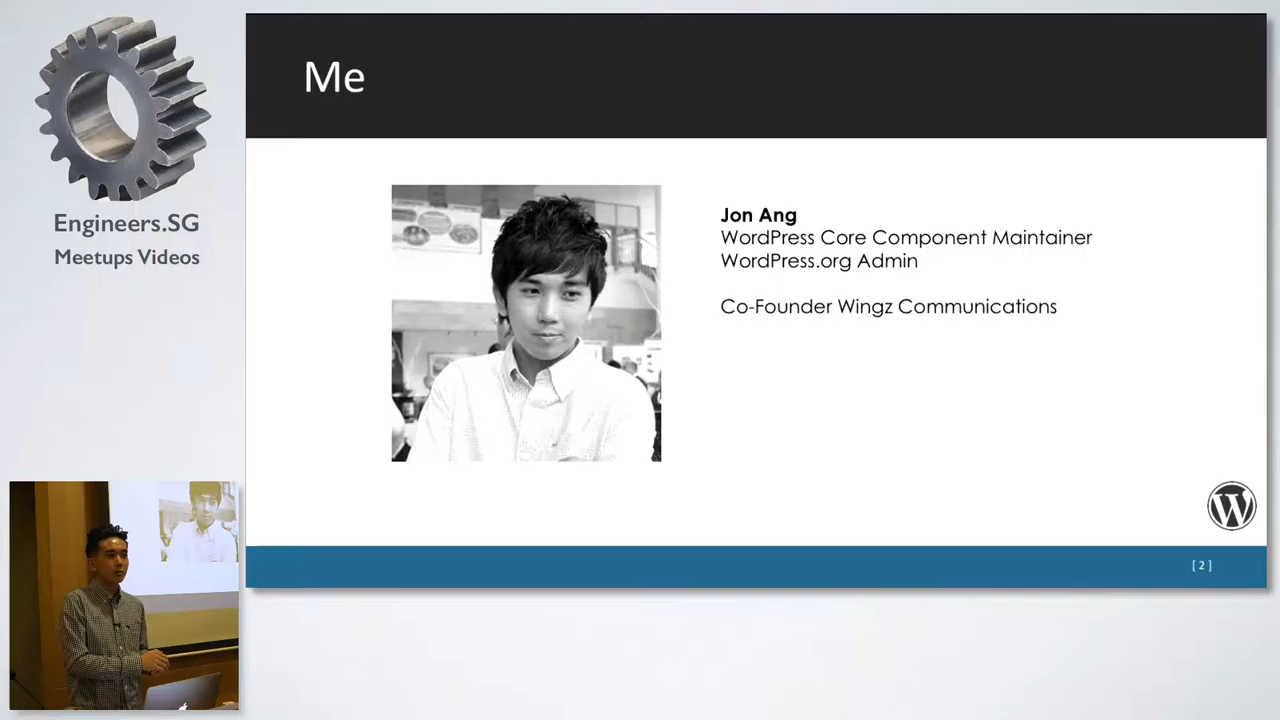 Me
Engineers.SG
Meetups Videos
Jon Ang
WordPress Core Component Maintainer
WordPress.org Admin
Co-Founder Wingz Communications
W
[ 2 ]